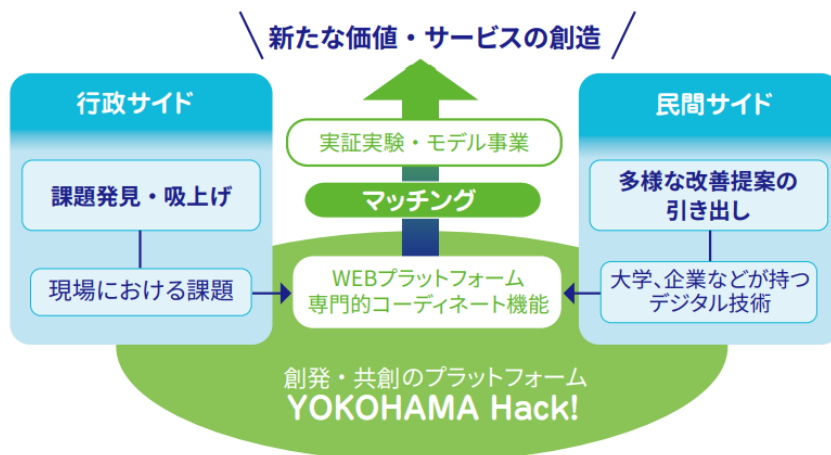 新たな価値・サービスの創造
行政サイド
課題発見・吸上げ
現場における課題
実証実験・モデル事業
マッチング
WEBプラットフォーム
専門的コーディネート機能
民間サイド
多様な改善提案の
引き出し
大学、企業などが持つ
デジタル技術
創発・共創のプラットフォーム
YOKOHAMA Hack!